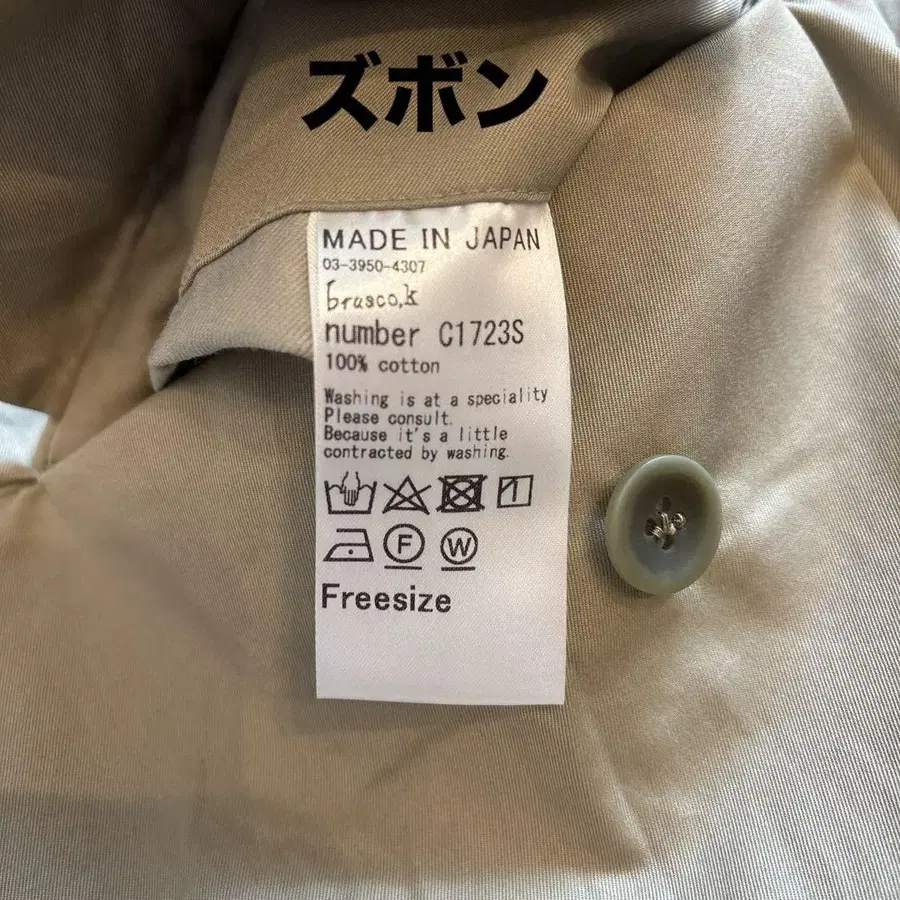 ズボン
MADE IN JAPAN
03-3950-4307
brusco,k
number C1723S
100% cotton
Washing is at a speciality
Please consult.
Because it's a little
contracted by washing.
F W
Freesize